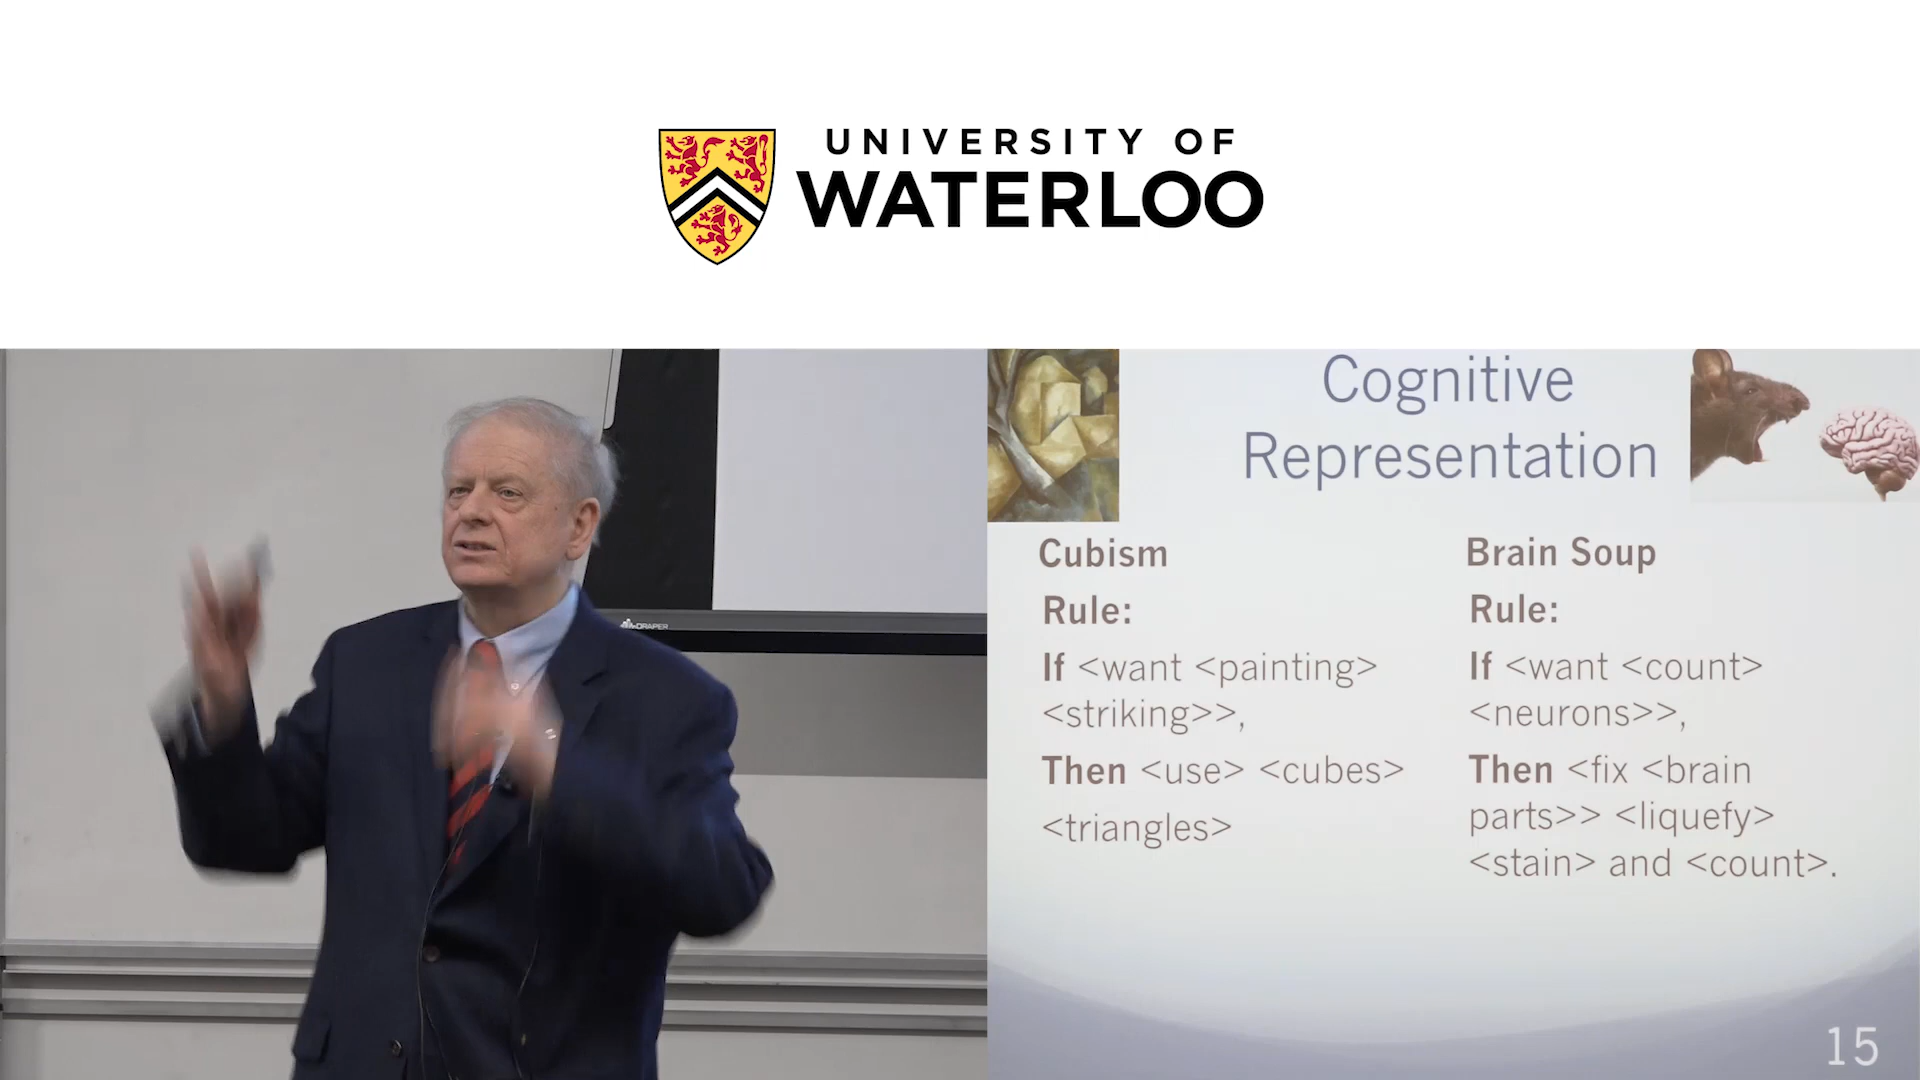 UNIVERSITY OF
WATERLOO
DRAPER
Cognitive
Representation
Cubism
Rule:
If <want <painting>
<striking>>,
Then <use> <cubes>
<triangles>
Brain Soup
Rule:
If <want <count>
<neurons>>,
Then <fix <brain
parts>> <liquefy>
<stain> and <count>.
15